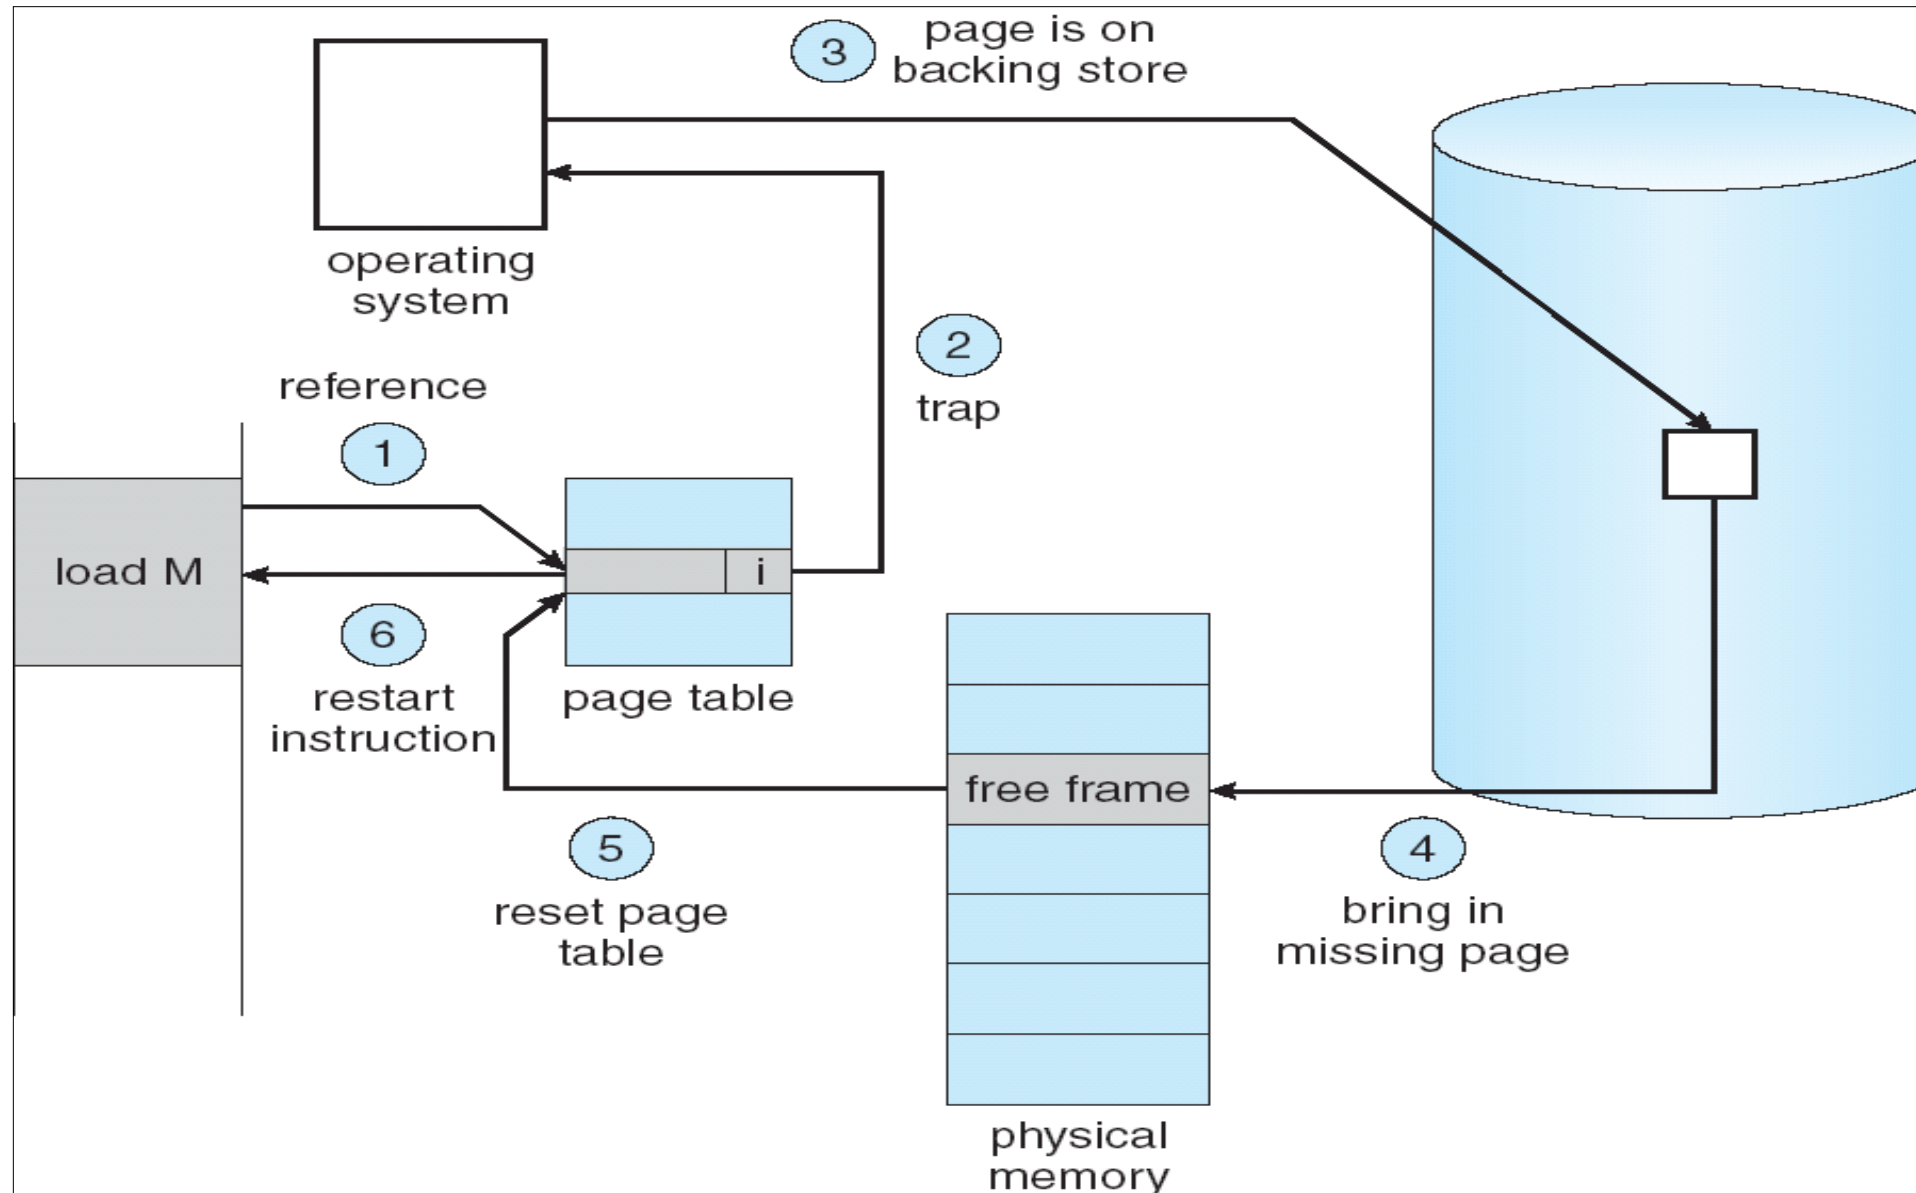 3
page is on
backing store
operating
system
2
trap
reference
1
load M
i
6
restart
instruction
page table
free frame
5
reset page
table
4
bring in
missing page
physical
memory